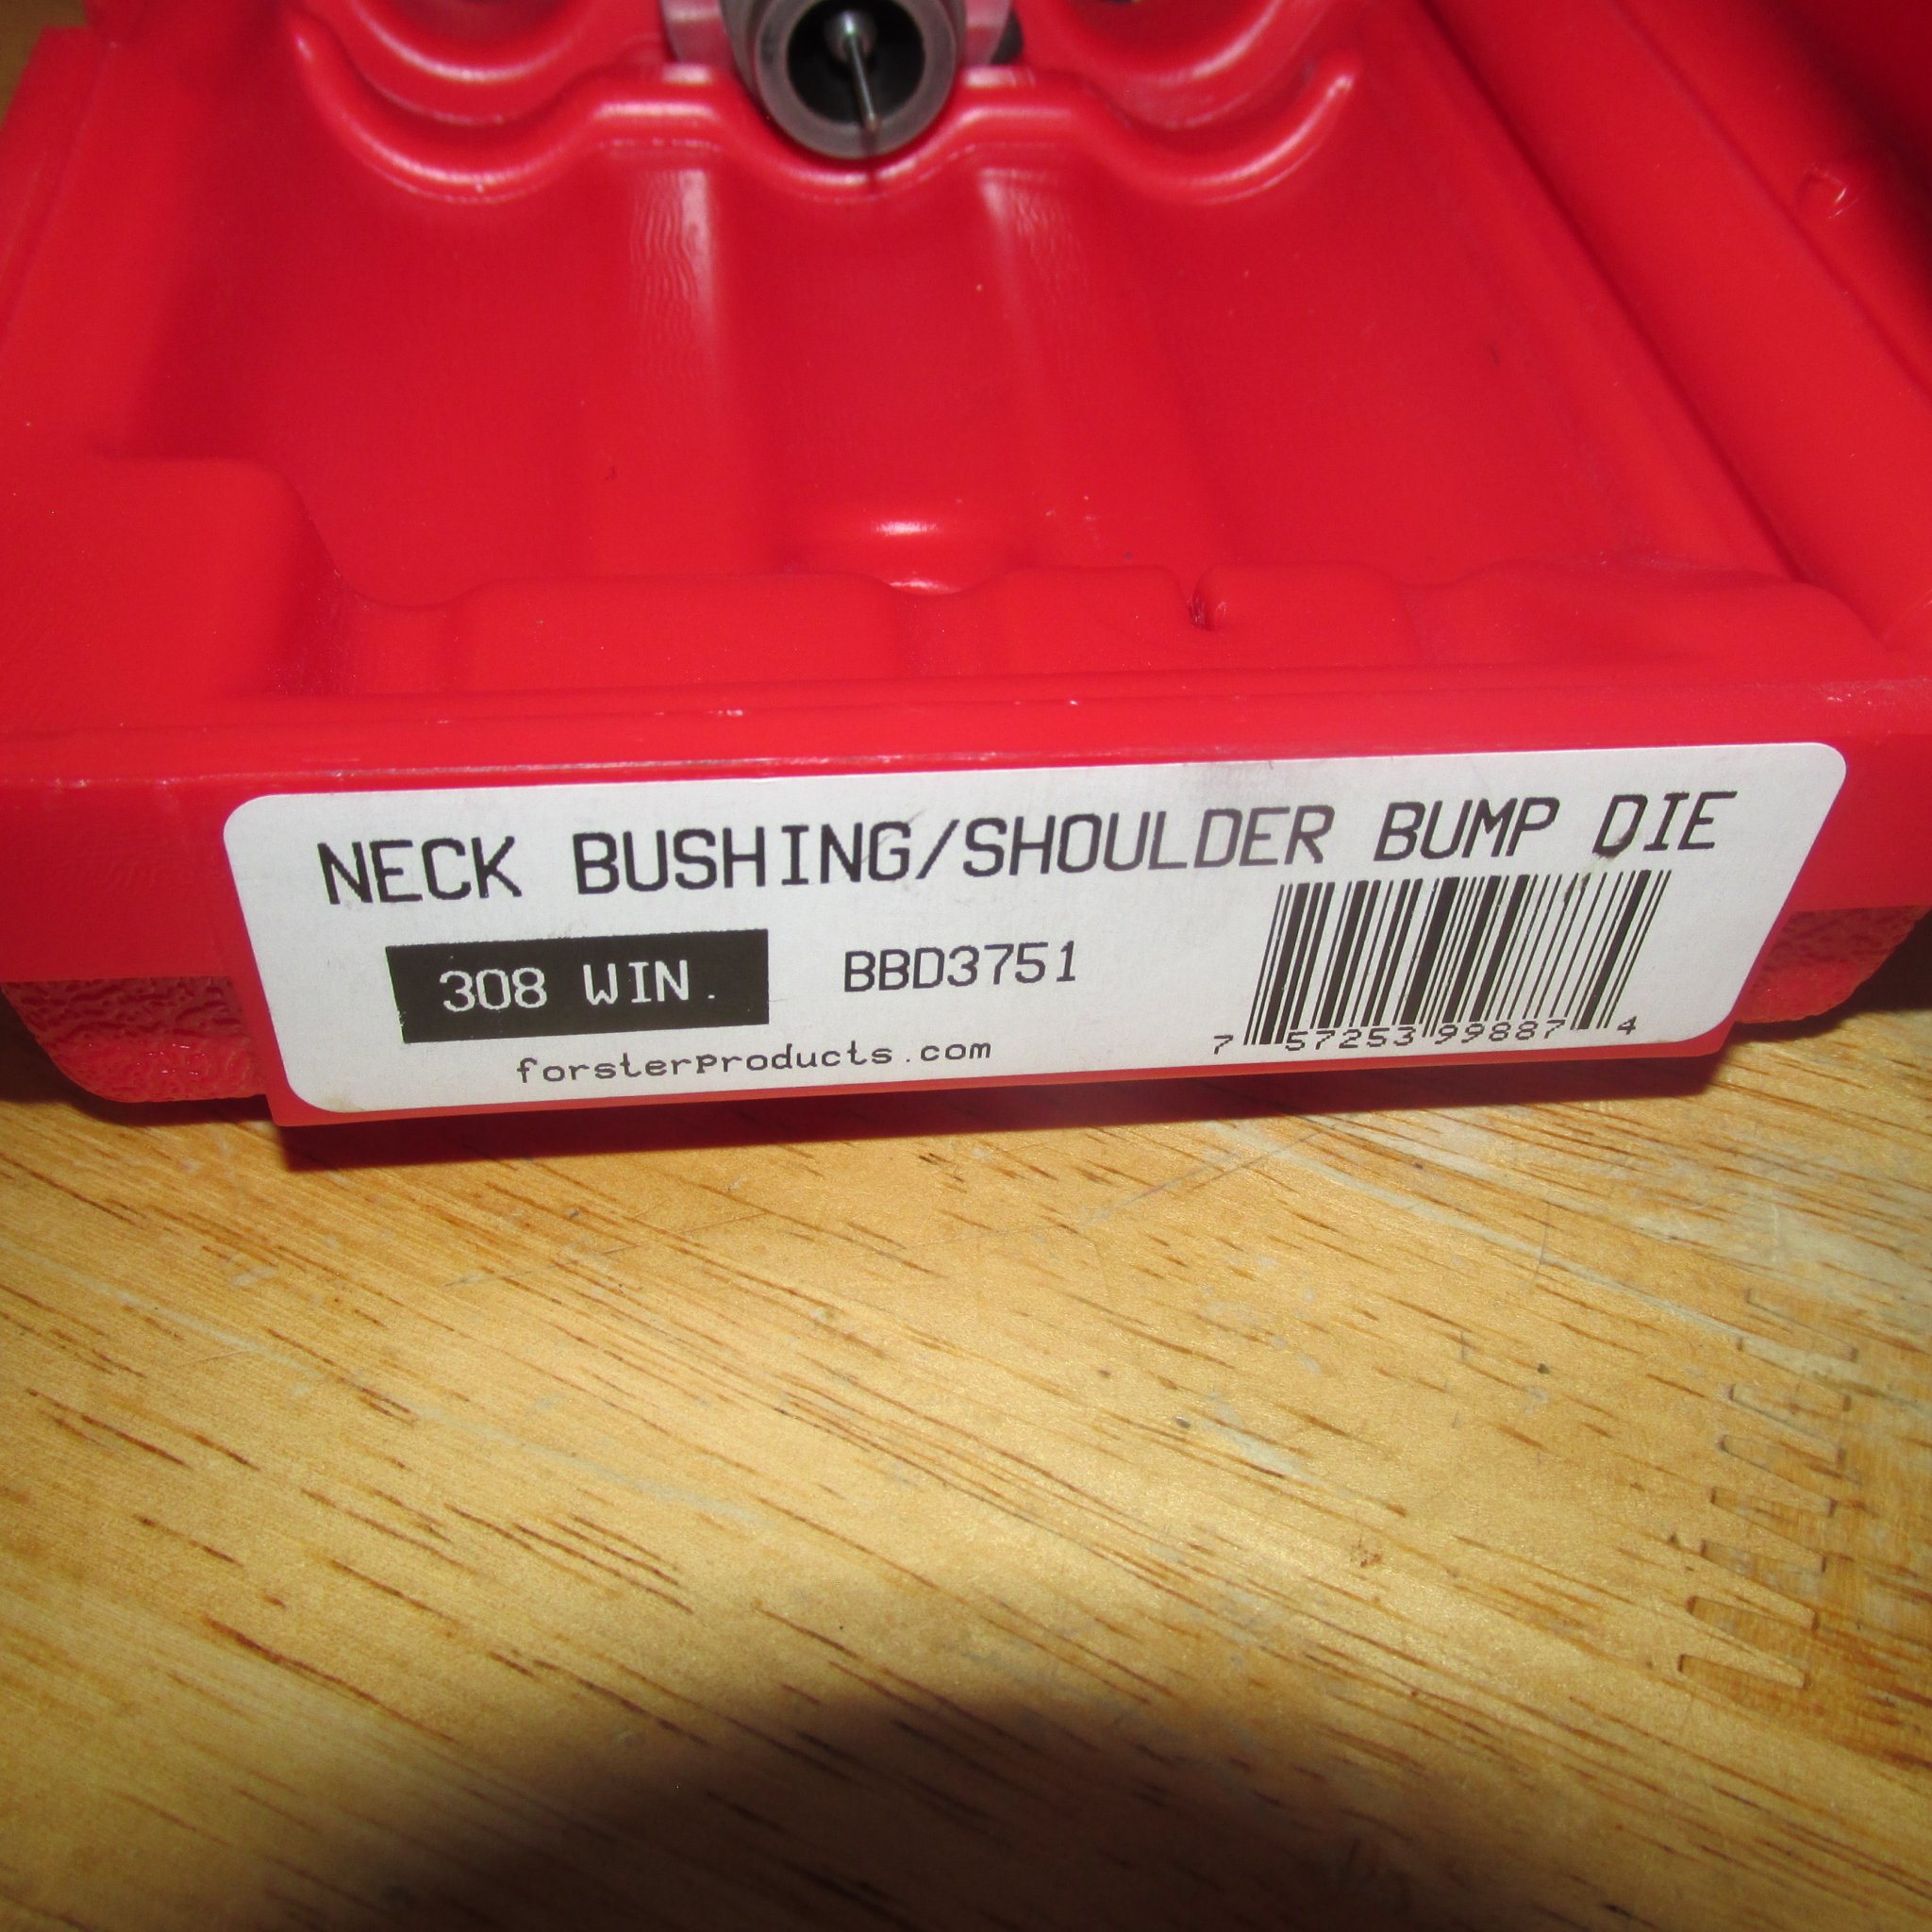 NECK BUSHING/SHOULDER BUMP DIE
308 WIN. BBD3751
forsterproducts.com
7 57253 99887 4